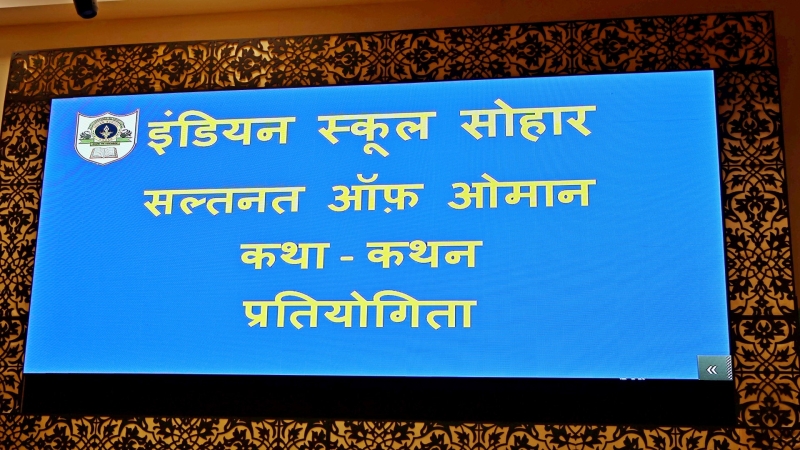 इंडियन स्कूल सोहार
सल्तनत ऑफ़ ओमान
कथा - कथन
प्रतियोगिता
«